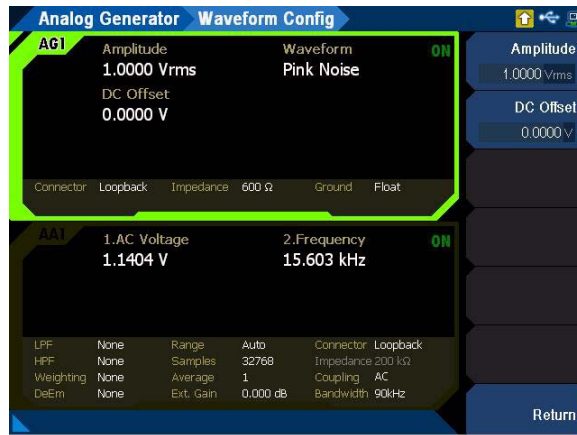 Analog Generator Waveform Config
AG1 Amplitude Waveform ON
1.0000 Vrms Pink Noise
DC Offset
0.0000 V
Connector Loopback Impedance 600 Ω Ground Float
AA1 1.AC Voltage 2.Frequency ON
1.1404 V 15.603 kHz
LPF None Range Auto Connector Loopback
HPF None Samples 32768 Impedance 200 kΩ
Weighting None Average 1 Coupling AC
DeEm None Ext. Gain 0.000 dB Bandwidth 90kHz
Amplitude
1.0000 Vrms
DC Offset
0.0000 V
Return